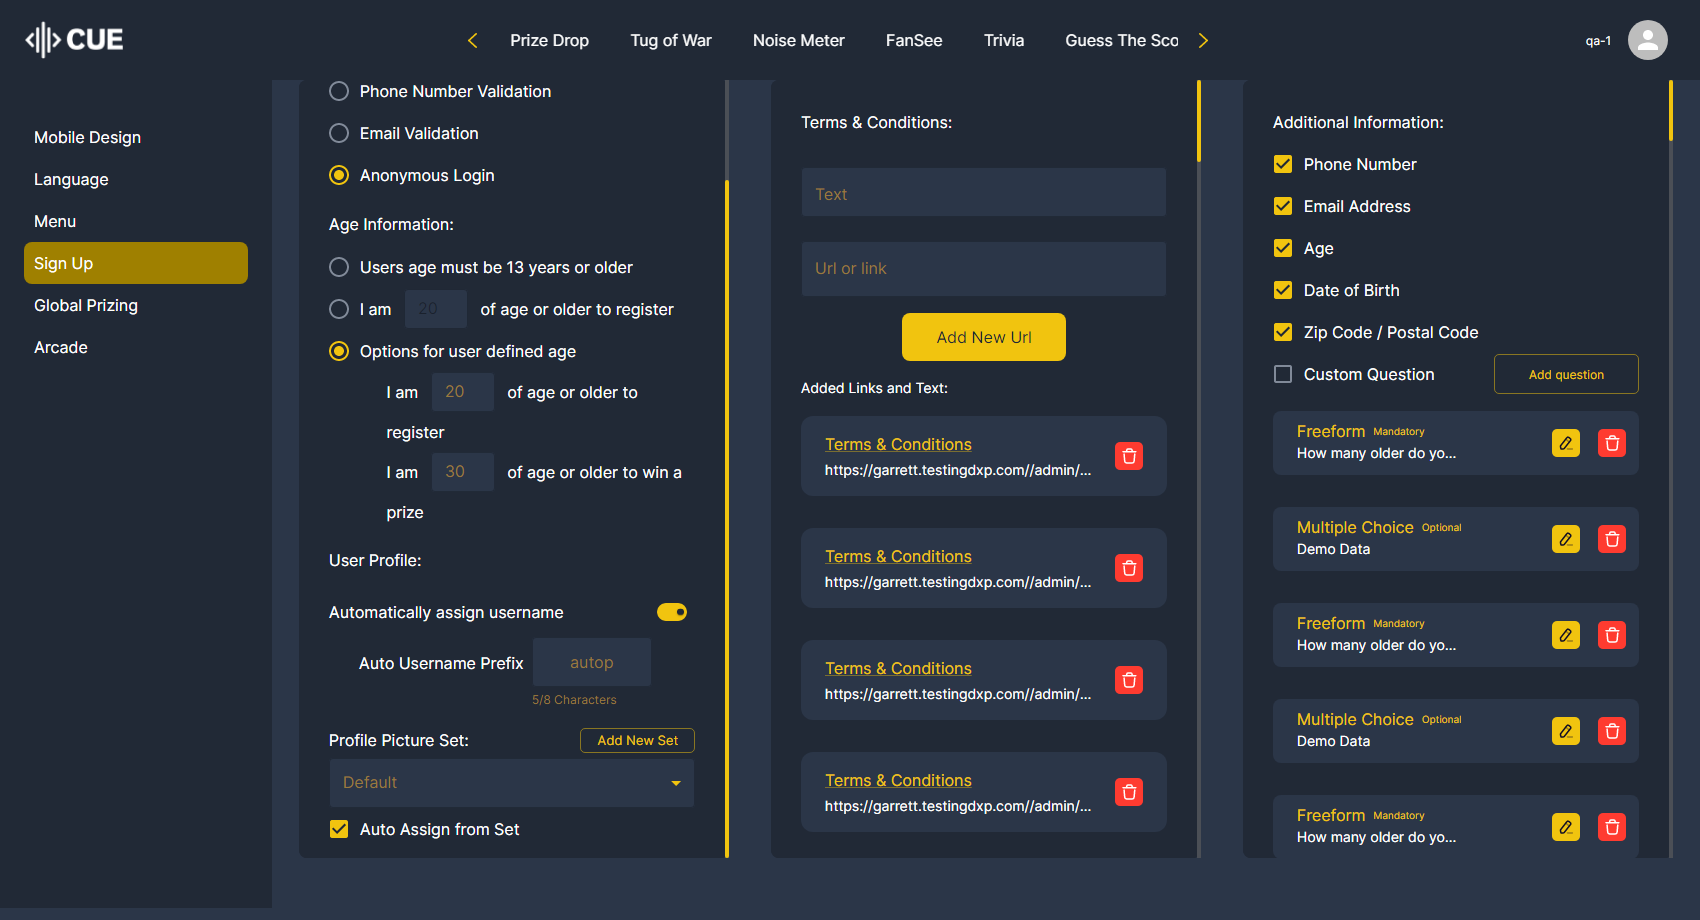 CUE
Prize Drop
Tug of War
Noise Meter
FanSee
Trivia
Guess The Sco
qa-1
Mobile Design
Language
Menu
Sign Up
Global Prizing
Arcade
Phone Number Validation
Email Validation
Anonymous Login
Age Information:
Users age must be 13 years or older
I am 20 of age or older to register
Options for user defined age
I am 20 of age or older to
register
I am 30 of age or older to win a
prize
User Profile:
Automatically assign username
Auto Username Prefix autop
5/8 Characters
Profile Picture Set: Add New Set
Default
Auto Assign from Set
Terms & Conditions:
Text
Url or link
Add New Url
Added Links and Text:
Terms & Conditions
https://garrett.testingdxp.com//admin/...
Terms & Conditions
https://garrett.testingdxp.com//admin/...
Terms & Conditions
https://garrett.testingdxp.com//admin/...
Terms & Conditions
https://garrett.testingdxp.com//admin/...
Additional Information:
Phone Number
Email Address
Age
Date of Birth
Zip Code / Postal Code
Custom Question Add question
Freeform Mandatory
How many older do yo...
Multiple Choice Optional
Demo Data
Freeform Mandatory
How many older do yo...
Multiple Choice Optional
Demo Data
Freeform Mandatory
How many older do yo...